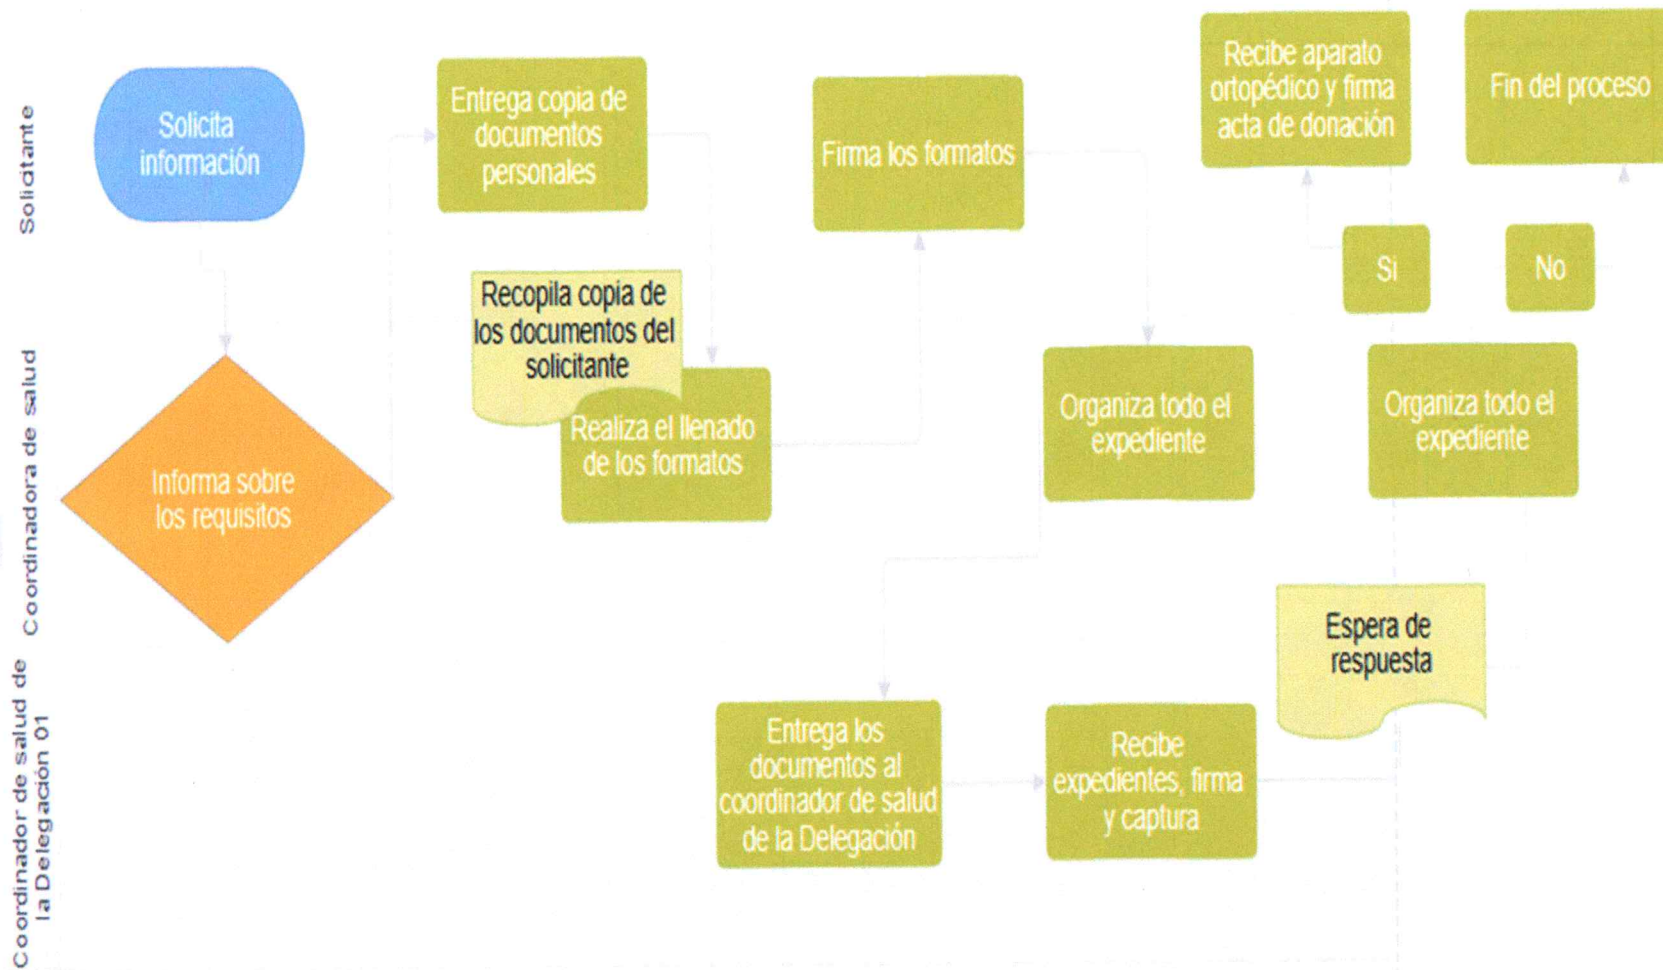 Solicitante
Solicita
información
Entrega copia de
documentos
personales
Firma los formatos
Recibe aparato
ortopédico y firma
acta de donación
Fin del proceso
Si
No
Coordinadora de salud
Informa sobre
los requisitos
Recopila copia de
los documentos del
solicitante
Realiza el llenado
de los formatos
Organiza todo el
expediente
Organiza todo el
expediente
Coordinador de salud de
la Delegación 01
Entrega los
documentos al
coordinador de salud
de la Delegación
Recibe
expedientes, firma
y captura
Espera de
respuesta